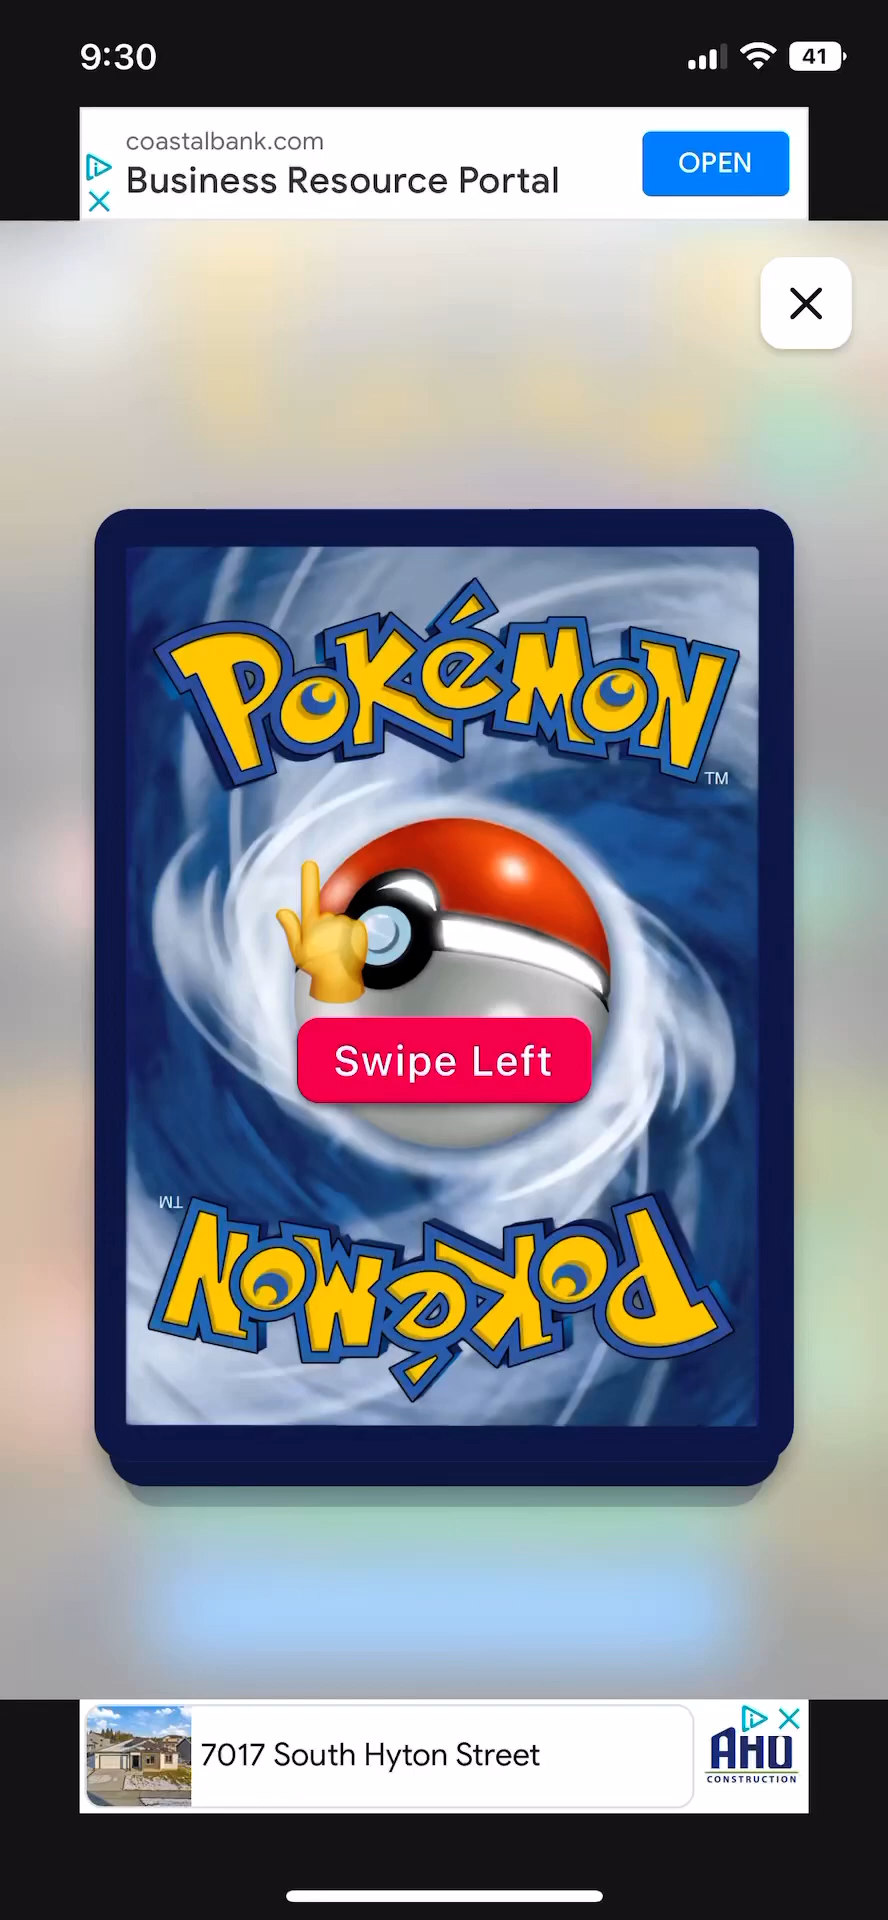 9:30
41
coastalbank.com
Business Resource Portal
OPEN
POKéMON
TM
Swipe Left
TM
POKéMON
7017 South Hyton Street
AHO
CONSTRUCTION